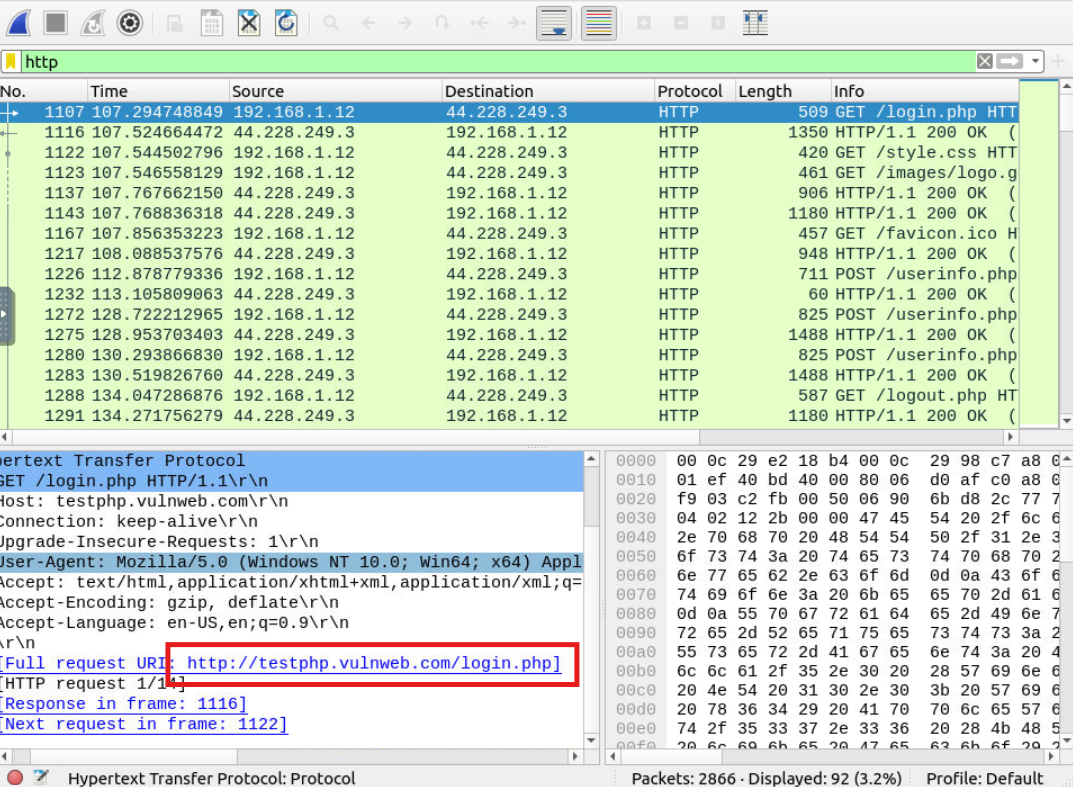 http
No. Time Source Destination Protocol Length Info
1107 107.294748849 192.168.1.12 44.228.249.3 HTTP 509 GET /login.php HTT
1116 107.524664472 44.228.249.3 192.168.1.12 HTTP 1350 HTTP/1.1 200 OK (
1122 107.544502796 192.168.1.12 44.228.249.3 HTTP 420 GET /style.css HTT
1123 107.546558129 192.168.1.12 44.228.249.3 HTTP 461 GET /images/logo.g
1137 107.767662150 44.228.249.3 192.168.1.12 HTTP 906 HTTP/1.1 200 OK (
1143 107.768836318 44.228.249.3 192.168.1.12 HTTP 1180 HTTP/1.1 200 OK (
1167 107.856353223 192.168.1.12 44.228.249.3 HTTP 457 GET /favicon.ico H
1217 108.088537576 44.228.249.3 192.168.1.12 HTTP 948 HTTP/1.1 200 OK (
1226 112.878779336 192.168.1.12 44.228.249.3 HTTP 711 POST /userinfo.php
1232 113.105809063 44.228.249.3 192.168.1.12 HTTP 60 HTTP/1.1 200 OK (
1272 128.722212965 192.168.1.12 44.228.249.3 HTTP 825 POST /userinfo.php
1275 128.953703403 44.228.249.3 192.168.1.12 HTTP 1488 HTTP/1.1 200 OK (
1280 130.293866830 192.168.1.12 44.228.249.3 HTTP 825 POST /userinfo.php
1283 130.519826760 44.228.249.3 192.168.1.12 HTTP 1488 HTTP/1.1 200 OK (
1288 134.047286876 192.168.1.12 44.228.249.3 HTTP 587 GET /logout.php HT
1291 134.271756279 44.228.249.3 192.168.1.12 HTTP 1180 HTTP/1.1 200 OK (
pertext Transfer Protocol
GET /login.php HTTP/1.1\r\n
Host: testphp.vulnweb.com\r\n
Connection: keep-alive\r\n
Upgrade-Insecure-Requests: 1\r\n
User-Agent: Mozilla/5.0 (Windows NT 10.0; Win64; x64) Appl
Accept: text/html,application/xhtml+xml,application/xml;q=
Accept-Encoding: gzip, deflate\r\n
Accept-Language: en-US,en;q=0.9\r\n
\r\n
[Full request URI: http://testphp.vulnweb.com/login.php]
[HTTP request 1/14]
[Response in frame: 1116]
[Next request in frame: 1122]
0000 00 0c 29 e2 18 b4 00 0c 29 98 c7 a8 0
0010 01 ef 40 bd 40 00 80 06 d0 af c0 a8 0
0020 f9 03 c2 fb 00 50 06 90 6b d8 2c 77 7
0030 04 02 12 2b 00 00 47 45 54 20 2f 6c 6
0040 2e 70 68 70 20 48 54 54 50 2f 31 2e 3
0050 6f 73 74 3a 20 74 65 73 74 70 68 70 2
0060 6e 77 65 62 2e 63 6f 6d 0d 0a 43 6f 6
0070 74 69 6f 6e 3a 20 6b 65 65 70 2d 61 6
0080 0d 0a 55 70 67 72 61 64 65 2d 49 6e 7
0090 72 65 2d 52 65 71 75 65 73 74 73 3a 2
00a0 55 73 65 72 2d 41 67 65 6e 74 3a 20 4
00b0 6c 6c 61 2f 35 2e 30 20 28 57 69 6e 6
00c0 20 4e 54 20 31 30 2e 30 3b 20 57 69 6
00d0 20 78 36 34 29 20 41 70 70 6c 65 57 6
00e0 74 2f 35 33 37 2e 33 36 20 28 4b 48 5
00f0 20 6c 69 6b 65 20 47 65 63 6b 6f 29 2
Hypertext Transfer Protocol: Protocol Packets: 2866 · Displayed: 92 (3.2%) Profile: Default